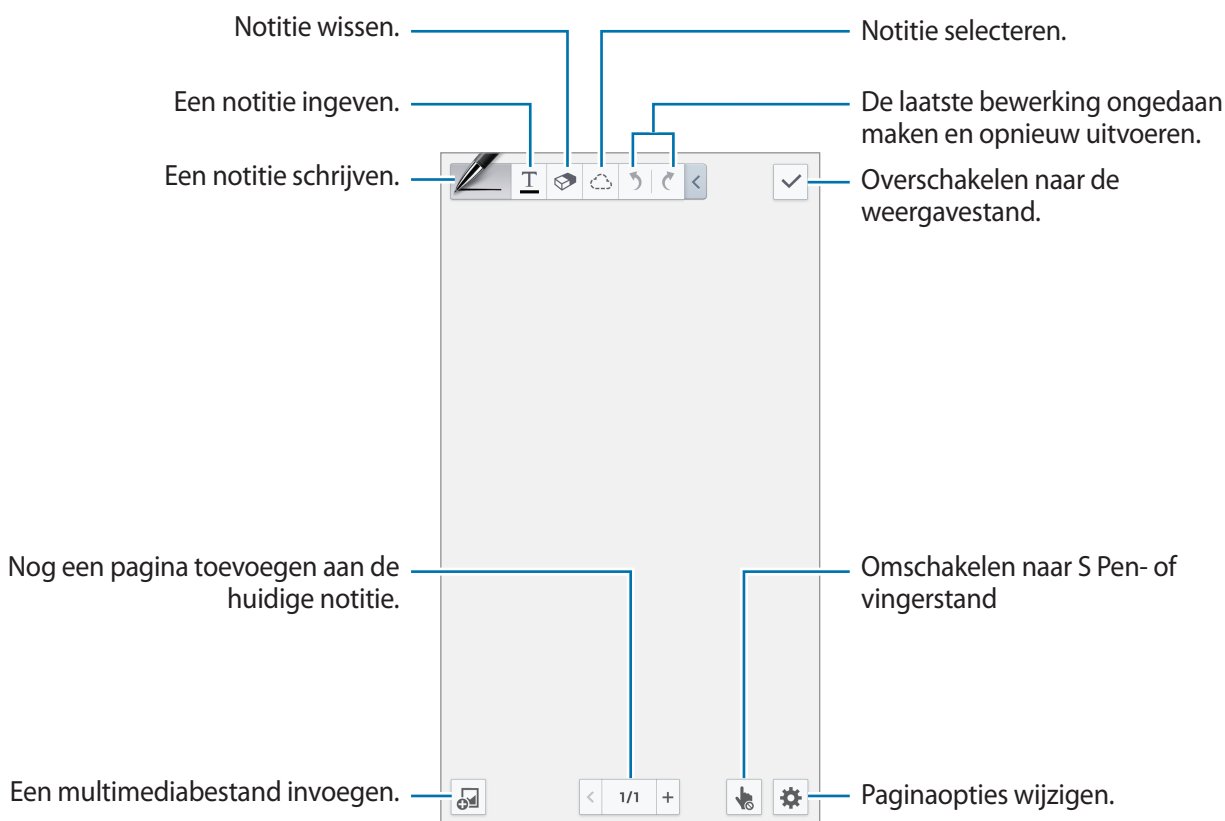 Notitie wissen.
Notitie selecteren.
Een notitie ingeven.
De laatste bewerking ongedaan
maken en opnieuw uitvoeren.
Een notitie schrijven.
T
Overschakelen naar de
weergavestand.
Nog een pagina toevoegen aan de
huidige notitie.
Omschakelen naar S Pen- of
vingerstand
Een multimediabestand invoegen.
< 1/1 +
Paginaopties wijzigen.